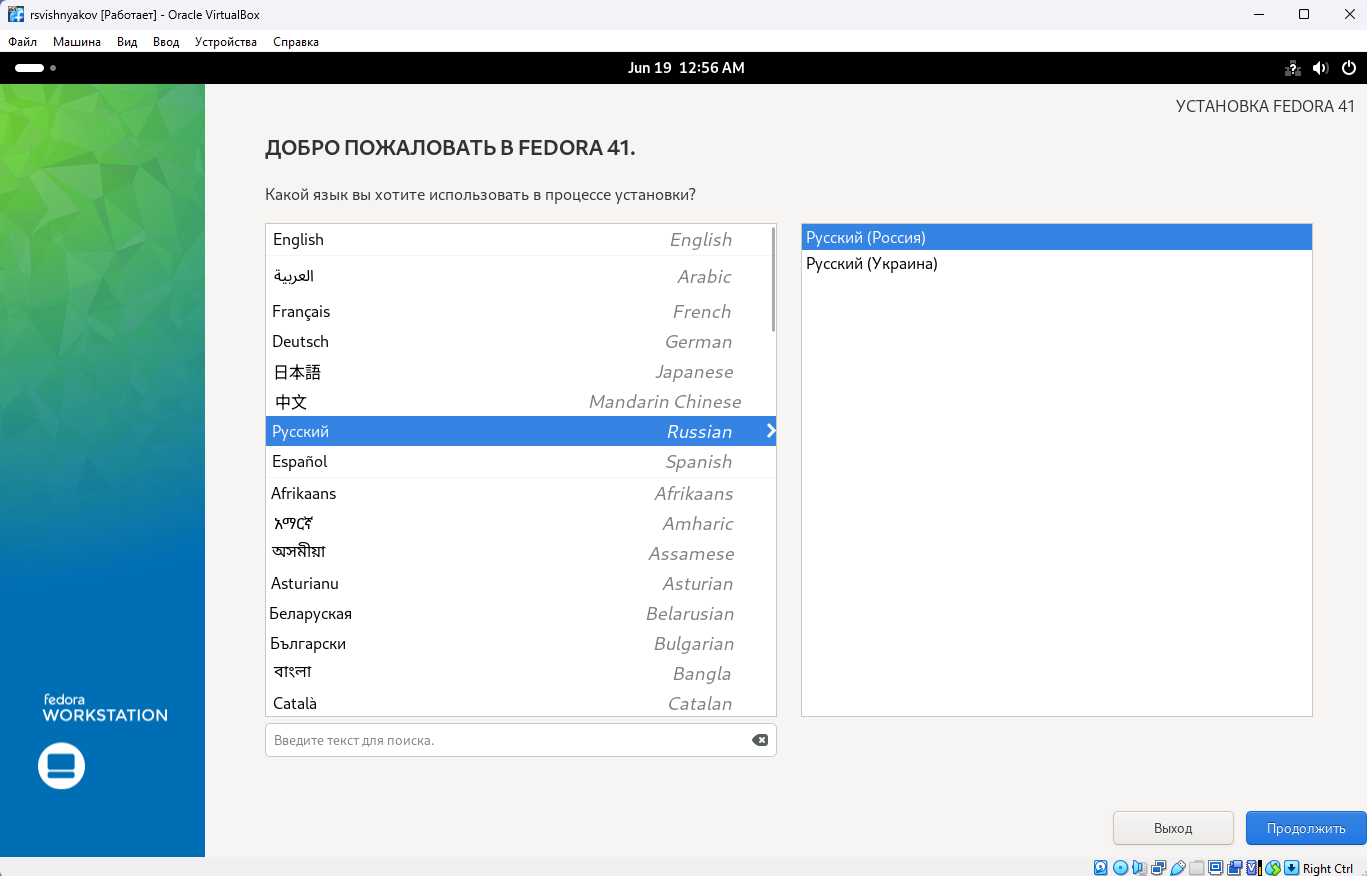 rsvishnyakov [Работает] - Oracle VirtualBox
Файл Машина Вид Ввод Устройства Справка
Jun 19 12:56 AM
УСТАНОВКА FEDORA 41
ДОБРО ПОЖАЛОВАТЬ В FEDORA 41.
Какой язык вы хотите использовать в процессе установки?
English English
العربية Arabic
Français French
Deutsch German
日本語 Japanese
中文 Mandarin Chinese
Русский Russian
Español Spanish
Afrikaans Afrikaans
አማርኛ Amharic
অসমীয়া Assamese
Asturianu Asturian
Беларуская Belarusian
Български Bulgarian
বাংলা Bangla
Català Catalan
Введите текст для поиска.
Русский (Россия)
Русский (Украина)
fedora
WORKSTATION
Выход Продолжить
Right Ctrl